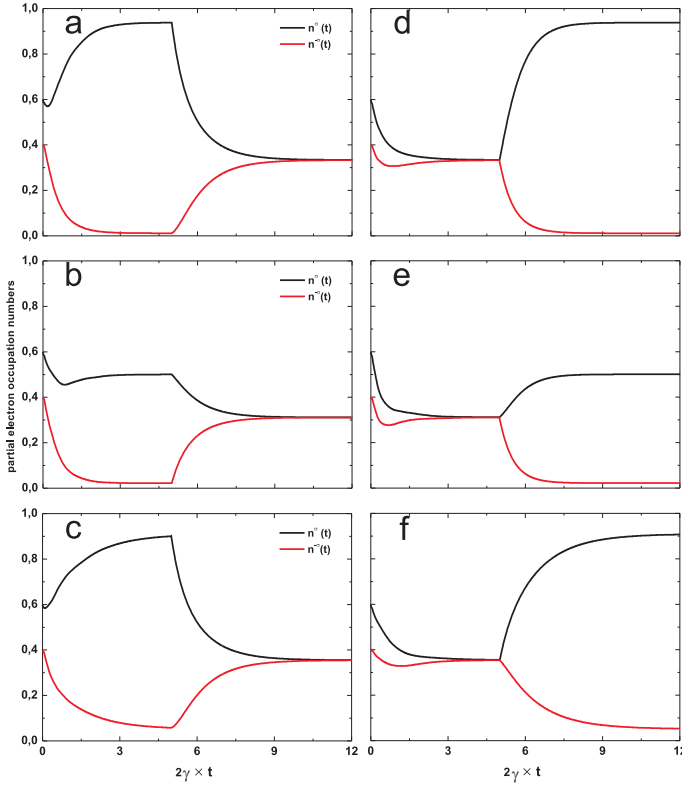 1,0
0,8
0,6
0,4
0,2
0,0
a
n^σ (t)
n^-σ(t)
d
partial electron occupation numbers
1,0
0,8
0,6
0,4
0,2
0,0
b
n^σ (t)
n^-σ(t)
e
1,0
0,8
0,6
0,4
0,2
0,0
c
n^σ (t)
n^-σ(t)
f
0 3 6 9 12
0 3 6 9 12
2γ × t
2γ × t